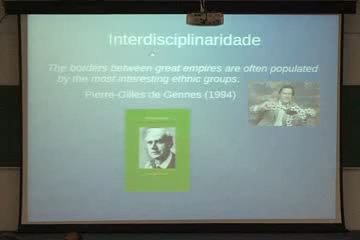 Interdisciplinaridade
The borders between great empires are often populated
by the most interesting ethnic groups.
Pierre-Gilles de Gennes (1994)